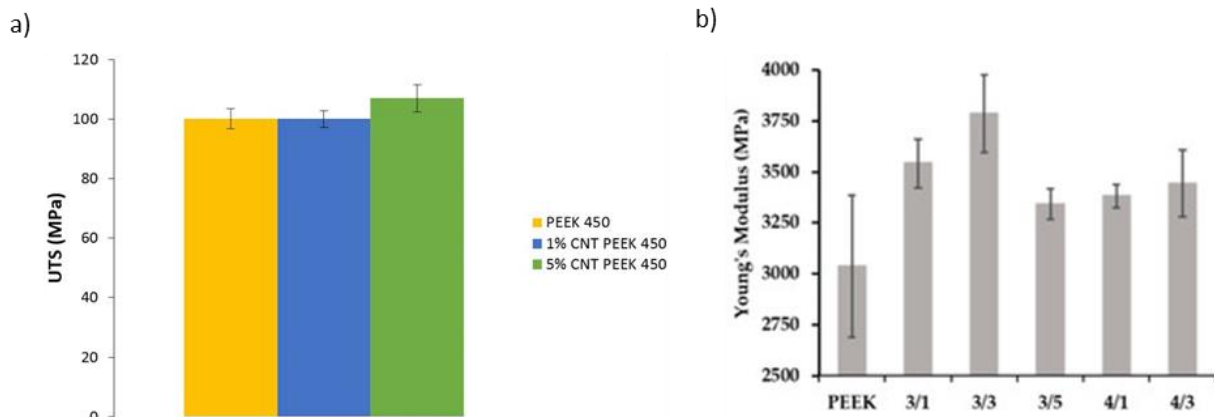 a)
120
100
80
60
40
20
0
UTS (MPa)
PEEK 450
1% CNT PEEK 450
5% CNT PEEK 450
b)
4000
3750
3500
3250
3000
2750
2500
Young's Modulus (MPa)
PEEK 3/1 3/3 3/5 4/1 4/3